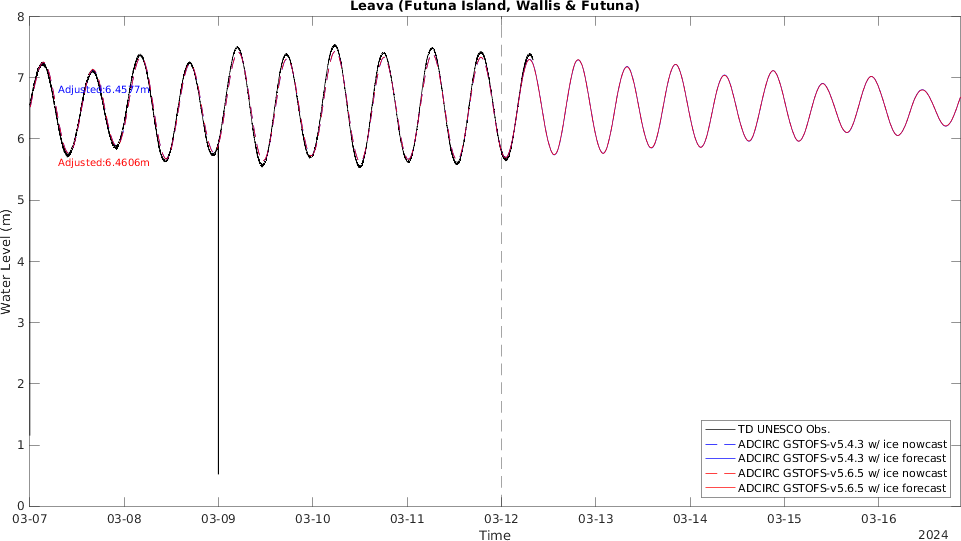 Leava (Futuna Island, Wallis & Futuna)
8
7
6
5
4
3
2
1
0
Water Level (m)
Adjusted:6.4577m
Adjusted:6.4606m
TD UNESCO Obs.
ADCIRC GSTOFS-v5.4.3 w/ ice nowcast
ADCIRC GSTOFS-v5.4.3 w/ ice forecast
ADCIRC GSTOFS-v5.6.5 w/ ice nowcast
ADCIRC GSTOFS-v5.6.5 w/ ice forecast
03-07 03-08 03-09 03-10 03-11 03-12 03-13 03-14 03-15 03-16
Time
2024